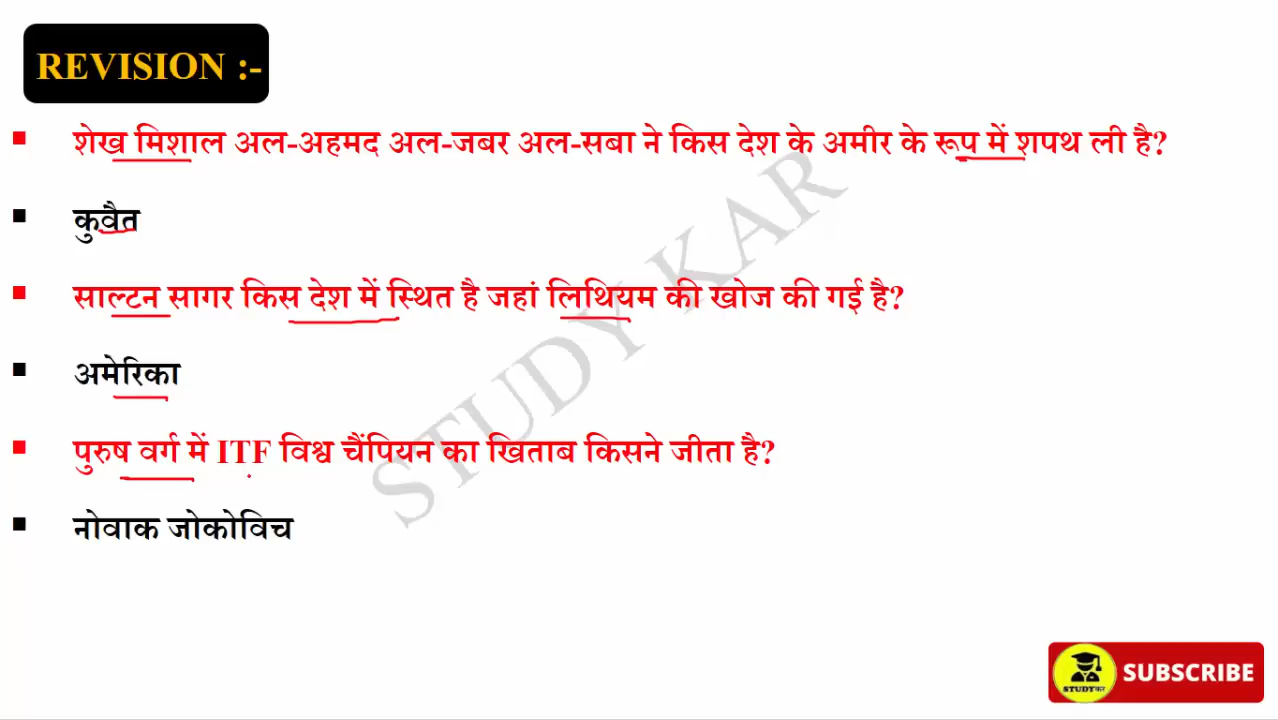 REVISION :-
शेख मिशाल अल-अहमद अल-जबर अल-सबा ने किस देश के अमीर के रूप में शपथ ली है?
कुवैत
साल्टन सागर किस देश में स्थित है जहां लिथियम की खोज की गई है?
अमेरिका
पुरुष वर्ग में ITF विश्व चैंपियन का खिताब किसने जीता है?
नोवाक जोकोविच
STUDY KAR
STUDYकर
SUBSCRIBE